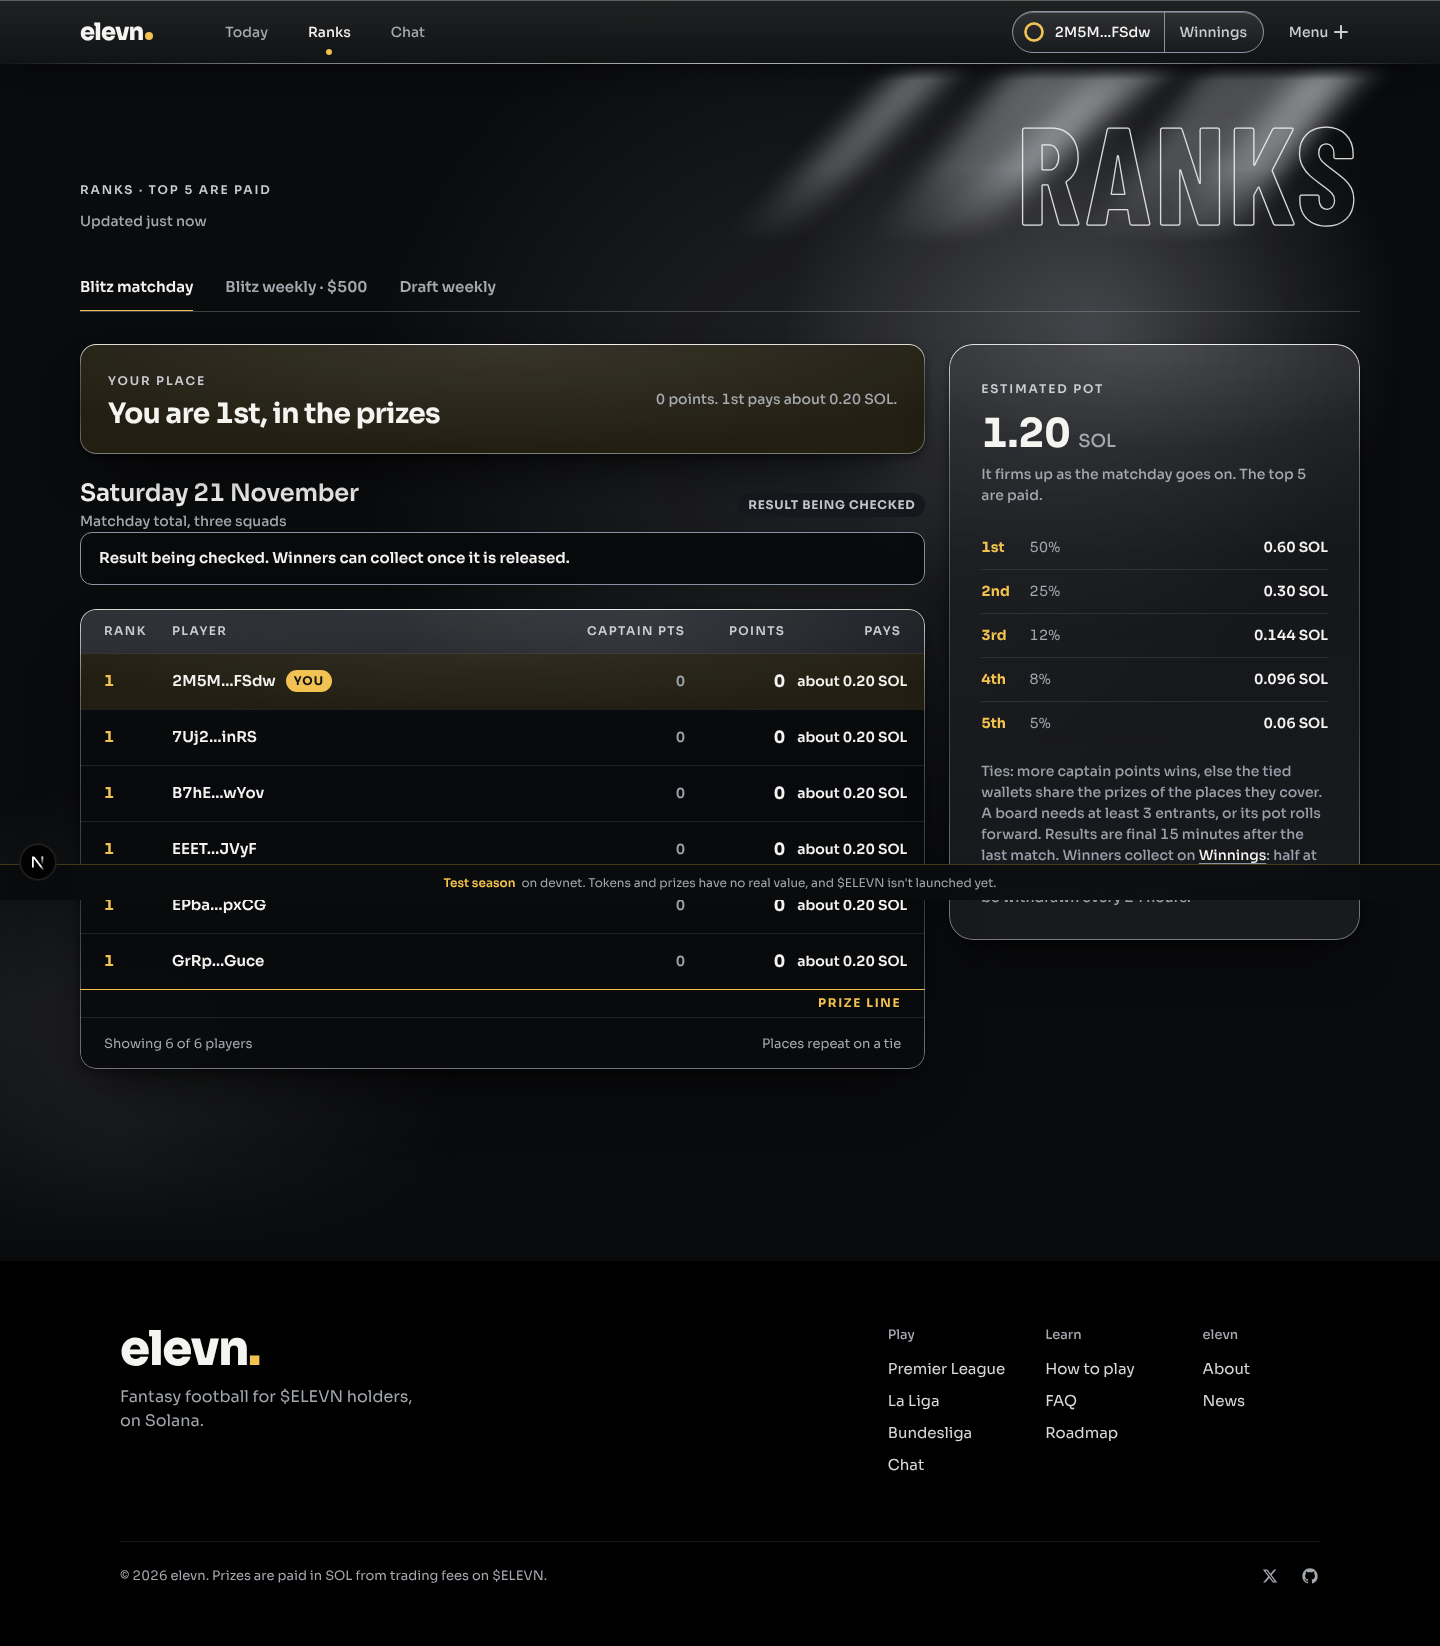 elevn.
Today
Ranks
Chat
2M5M...FSdw
Winnings
Menu
RANKS
RANKS · TOP 5 ARE PAID
Updated just now
Blitz matchday
Blitz weekly · $500
Draft weekly
YOUR PLACE
You are 1st, in the prizes
0 points. 1st pays about 0.20 SOL.
Saturday 21 November
Matchday total, three squads
RESULT BEING CHECKED
Result being checked. Winners can collect once it is released.
RANK PLAYER CAPTAIN PTS POINTS PAYS
1 2M5M...FSdw YOU 0 0 about 0.20 SOL
1 7Uj2...inRS 0 0 about 0.20 SOL
1 B7hE...wYov 0 0 about 0.20 SOL
1 EEET...JVyF 0 0 about 0.20 SOL
1 EPba...pxCG 0 0 about 0.20 SOL
1 GrRp...Guce 0 0 about 0.20 SOL
PRIZE LINE
Showing 6 of 6 players
Places repeat on a tie
ESTIMATED POT
1.20 SOL
It firms up as the matchday goes on. The top 5
are paid.
1st 50% 0.60 SOL
2nd 25% 0.30 SOL
3rd 12% 0.144 SOL
4th 8% 0.096 SOL
5th 5% 0.06 SOL
Ties: more captain points wins, else the tied
wallets share the prizes of the places they cover.
A board needs at least 3 entrants, or its pot rolls
forward. Results are final 15 minutes after the
last match. Winners collect on Winnings: half at
be withdrawn every 24 hours.
Test season on devnet. Tokens and prizes have no real value, and $ELEVN isn't launched yet.
elevn.
Fantasy football for $ELEVN holders,
on Solana.
Play
Premier League
La Liga
Bundesliga
Chat
Learn
How to play
FAQ
Roadmap
elevn
About
News
© 2026 elevn. Prizes are paid in SOL from trading fees on $ELEVN.